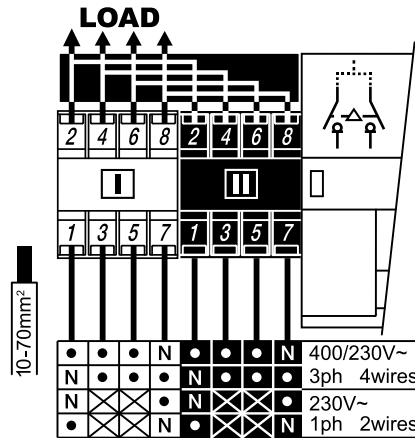 LOAD
2 4 6 8 2 4 6 8
I II
1 3 5 7 1 3 5 7
10-70mm²
• • • N • • • N 400/230V~
N • • • N • • • 3ph 4wires
N • N • 230V~
• N • N 1ph 2wires